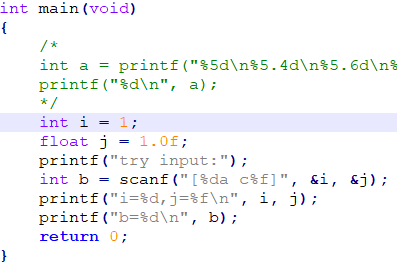 int main(void)
{
/*
int a = printf("%5d\n%5.4d\n%5.6d\n%
printf("%d\n", a);
*/
int i = 1;
float j = 1.0f;
printf("try input:");
int b = scanf("[%da c%f]", &i, &j);
printf("i=%d,j=%f\n", i, j);
printf("b=%d\n", b);
return 0;
}